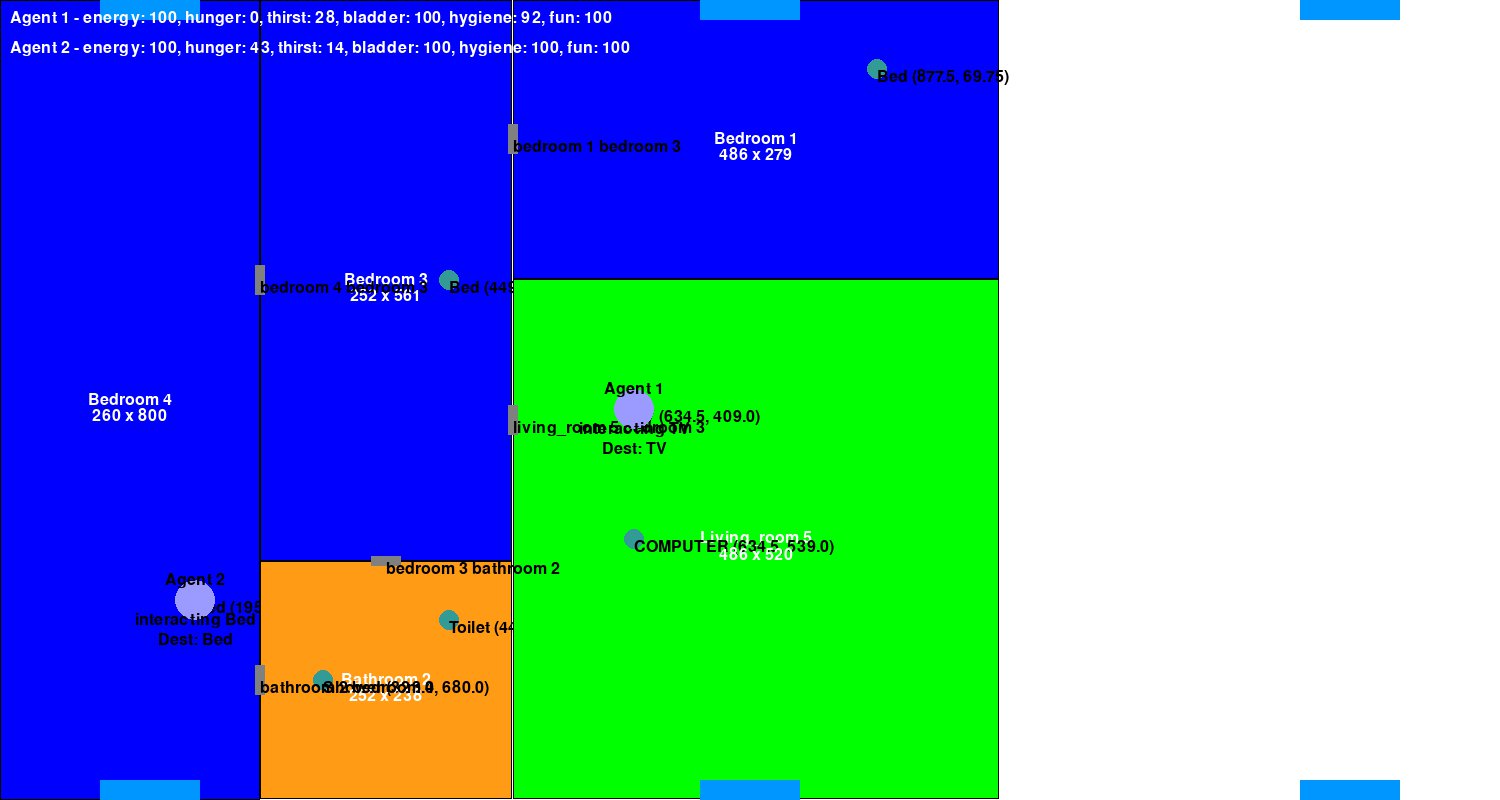 Agent 1 - energy: 100, hunger: 0, thirst: 28, bladder: 100, hygiene: 92, fun: 100
Agent 2 - energy: 100, hunger: 43, thirst: 14, bladder: 100, hygiene: 100, fun: 100
Bed (877.5, 69.75)
Bedroom 1
486 x 279
bedroom 1 bedroom 3
Bedroom 3
252 x 561
bedroom 4 bedroom 3
Bed (449
Bedroom 4
260 x 800
Agent 1
(634.5, 409.0)
interacting TV
living_room 5 bedroom 3
Dest: TV
Living_room 5
486 x 520
COMPUTER (634.5, 539.0)
bedroom 3 bathroom 2
Agent 2
(195
interacting Bed
Dest: Bed
Toilet (44
Bathroom 2
252 x 238
bathroom 2 bedroom 4
Shower (323.0, 680.0)